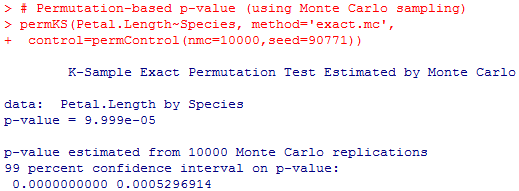 > # Permutation-based p-value (using Monte Carlo sampling)
> permKS(Petal.Length~Species, method='exact.mc',
+  control=permControl(nmc=10000,seed=90771))
K-Sample Exact Permutation Test Estimated by Monte Carlo
data:  Petal.Length by Species
p-value = 9.999e-05
p-value estimated from 10000 Monte Carlo replications
99 percent confidence interval on p-value:
0.0000000000 0.0005296914